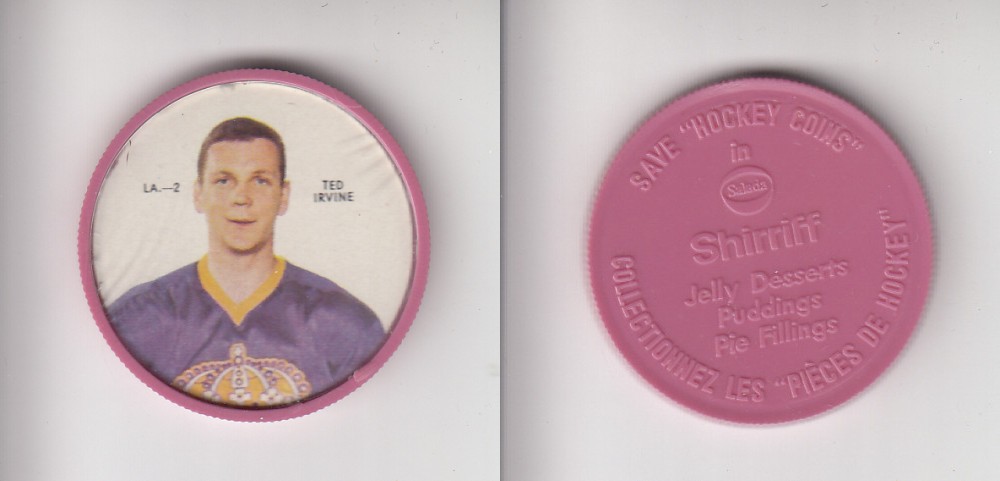 LA.—2
TED
IRVINE
SAVE "HOCKEY COINS"
in
Salada
Shirriff
Jelly Desserts
Puddings
Pie Fillings
COLLECTIONNEZ LES "PIÈCES DE HOCKEY"